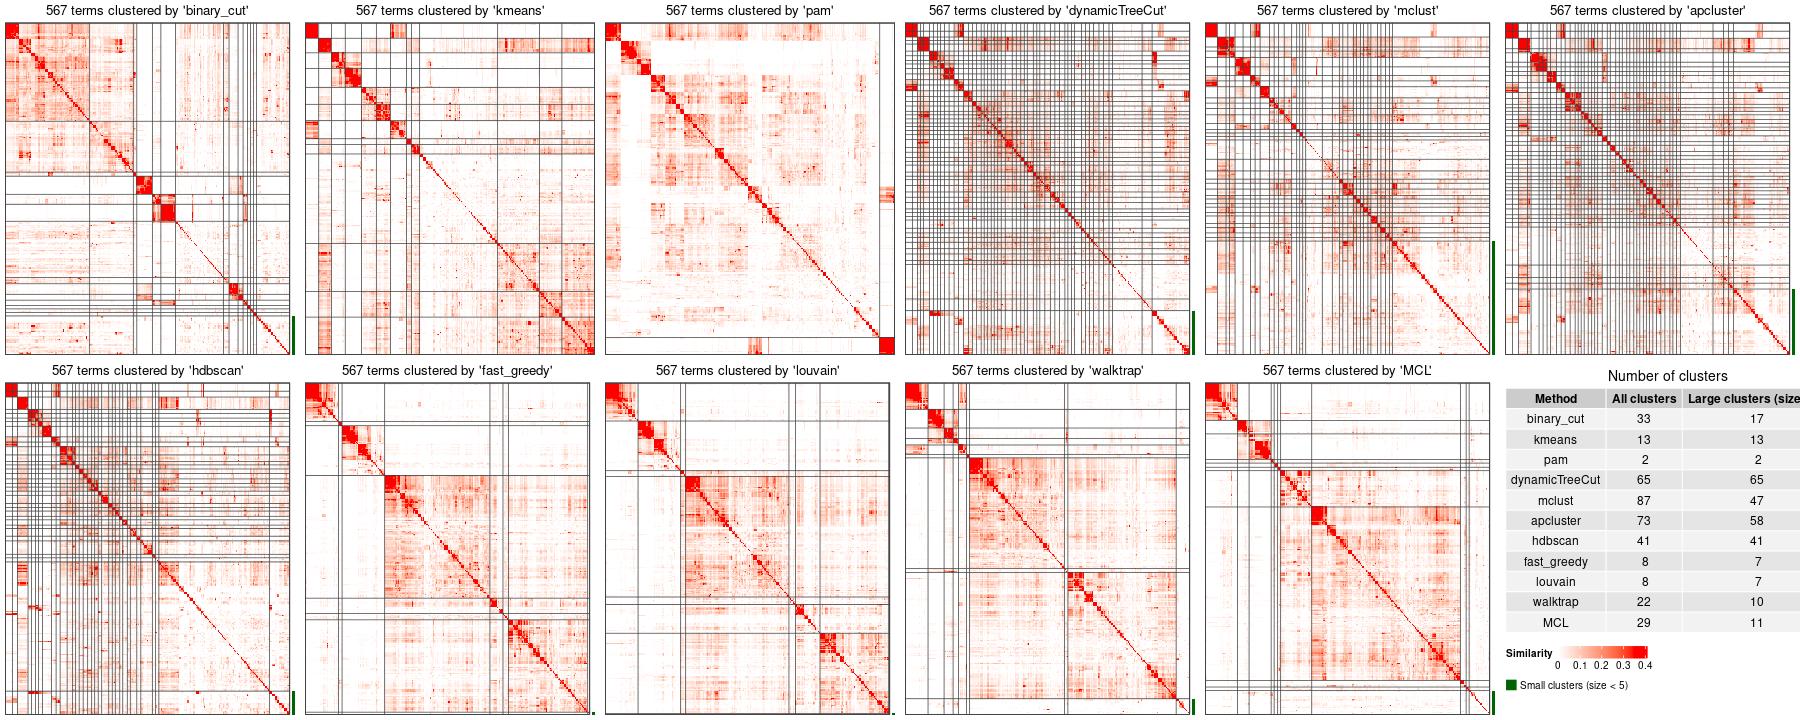 567 terms clustered by 'binary_cut'
567 terms clustered by 'kmeans'
567 terms clustered by 'pam'
567 terms clustered by 'dynamicTreeCut'
567 terms clustered by 'mclust'
567 terms clustered by 'apcluster'
567 terms clustered by 'hdbscan'
567 terms clustered by 'fast_greedy'
567 terms clustered by 'louvain'
567 terms clustered by 'walktrap'
567 terms clustered by 'MCL'
Number of clusters
Method All clusters Large clusters (size
binary_cut 33 17
kmeans 13 13
pam 2 2
dynamicTreeCut 65 65
mclust 87 47
apcluster 73 58
hdbscan 41 41
fast_greedy 8 7
louvain 8 7
walktrap 22 10
MCL 29 11
Similarity
0 0.1 0.2 0.3 0.4
Small clusters (size < 5)